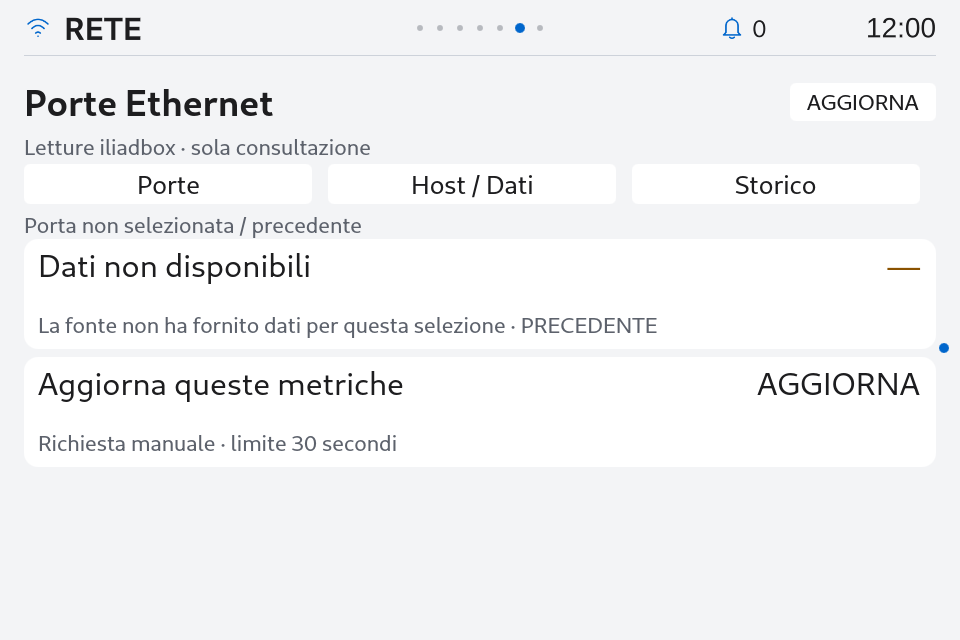 RETE
0
12:00
Porte Ethernet
AGGIORNA
Letture iliadbox · sola consultazione
Porte
Host / Dati
Storico
Porta non selezionata / precedente
Dati non disponibili
—
La fonte non ha fornito dati per questa selezione · PRECEDENTE
Aggiorna queste metriche
AGGIORNA
Richiesta manuale · limite 30 secondi